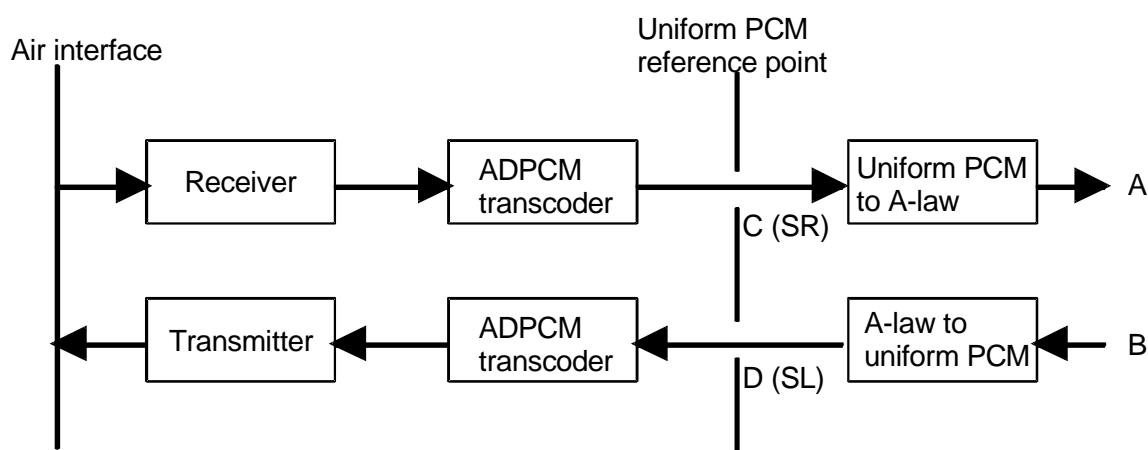 Air interface
Uniform PCM
reference point
Receiver
ADPCM
transcoder
Uniform PCM
to A-law
A
C (SR)
Transmitter
ADPCM
transcoder
A-law to
uniform PCM
B
D (SL)